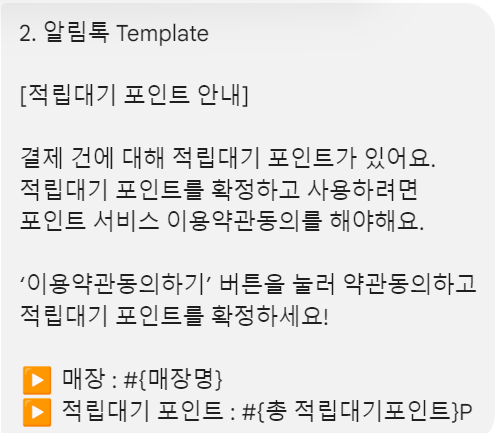 2. 알림톡 Template
[적립대기 포인트 안내]
결제 건에 대해 적립대기 포인트가 있어요.
적립대기 포인트를 확정하고 사용하려면
포인트 서비스 이용약관동의를 해야해요.
‘이용약관동의하기’ 버튼을 눌러 약관동의하고
적립대기 포인트를 확정하세요!
▶️ 매장 : #{매장명}
▶️ 적립대기 포인트 : #{총 적립대기포인트}P